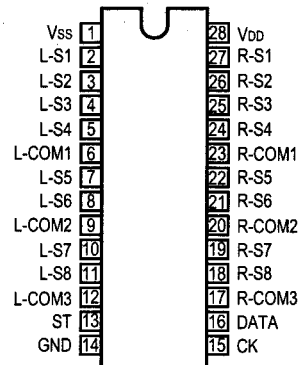 Vss 1 28 VDD
L-S1 2 27 R-S1
L-S2 3 26 R-S2
L-S3 4 25 R-S3
L-S4 5 24 R-S4
L-COM1 6 23 R-COM1
L-S5 7 22 R-S5
L-S6 8 21 R-S6
L-COM2 9 20 R-COM2
L-S7 10 19 R-S7
L-S8 11 18 R-S8
L-COM3 12 17 R-COM3
ST 13 16 DATA
GND 14 15 CK